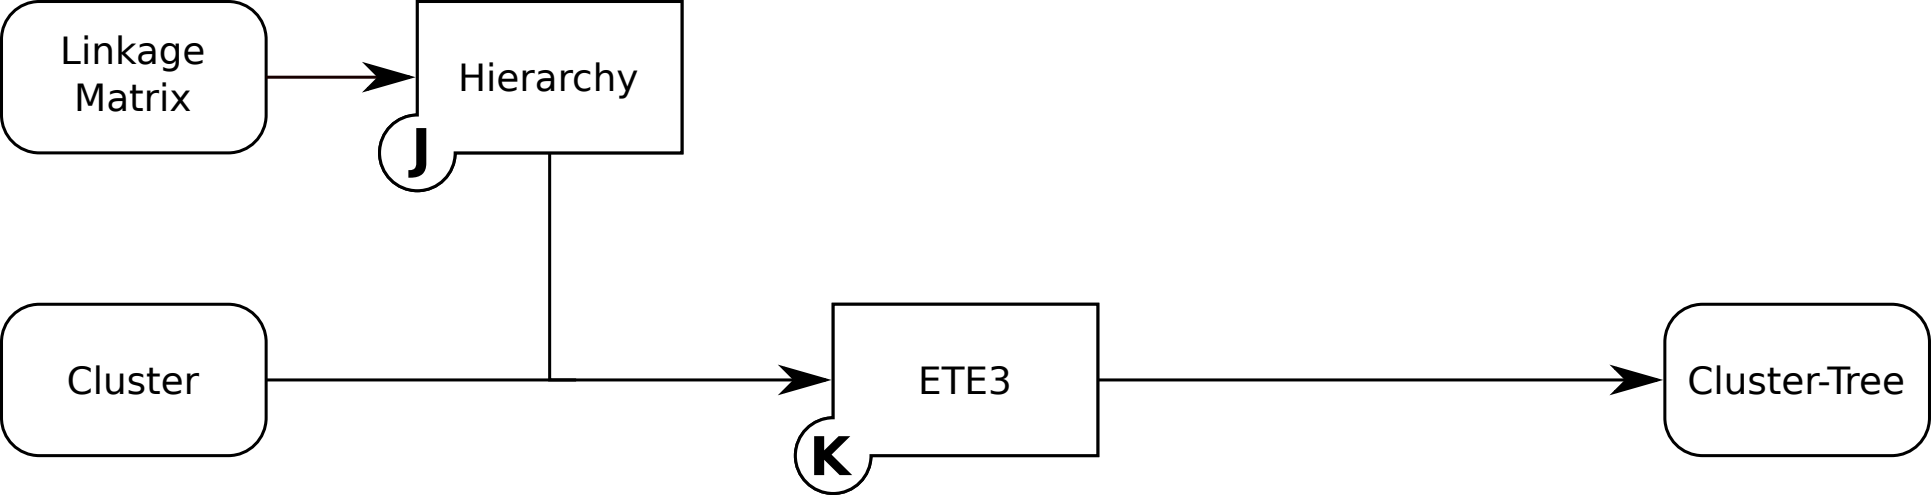 Linkage
Matrix
Hierarchy
J
Cluster
ETE3
K
Cluster-Tree